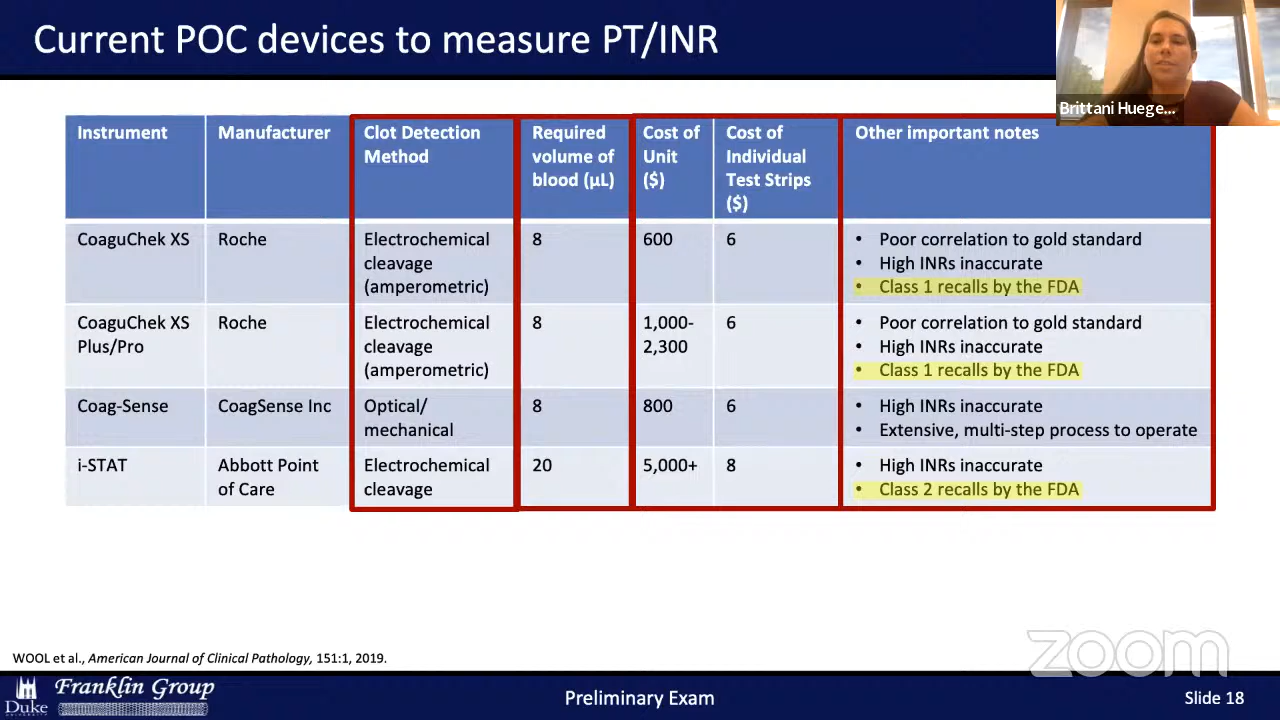 Current POC devices to measure PT/INR
Brittani Huege...
Instrument
Manufacturer
Clot Detection
Method
Required
volume of
blood (µL)
Cost of
Unit
($)
Cost of
Individual
Test Strips
($)
Other important notes
CoaguChek XS
Roche
Electrochemical
cleavage
(amperometric)
8
600
6
• Poor correlation to gold standard
• High INRs inaccurate
• Class 1 recalls by the FDA
CoaguChek XS
Plus/Pro
Roche
Electrochemical
cleavage
(amperometric)
8
1,000-
2,300
6
• Poor correlation to gold standard
• High INRs inaccurate
• Class 1 recalls by the FDA
Coag-Sense
CoagSense Inc
Optical/
mechanical
8
800
6
• High INRs inaccurate
• Extensive, multi-step process to operate
i-STAT
Abbott Point
of Care
Electrochemical
cleavage
20
5,000+
8
• High INRs inaccurate
• Class 2 recalls by the FDA
zoom
WOOL et al., American Journal of Clinical Pathology, 151:1, 2019.
Duke
Franklin Group
Preliminary Exam
Slide 18